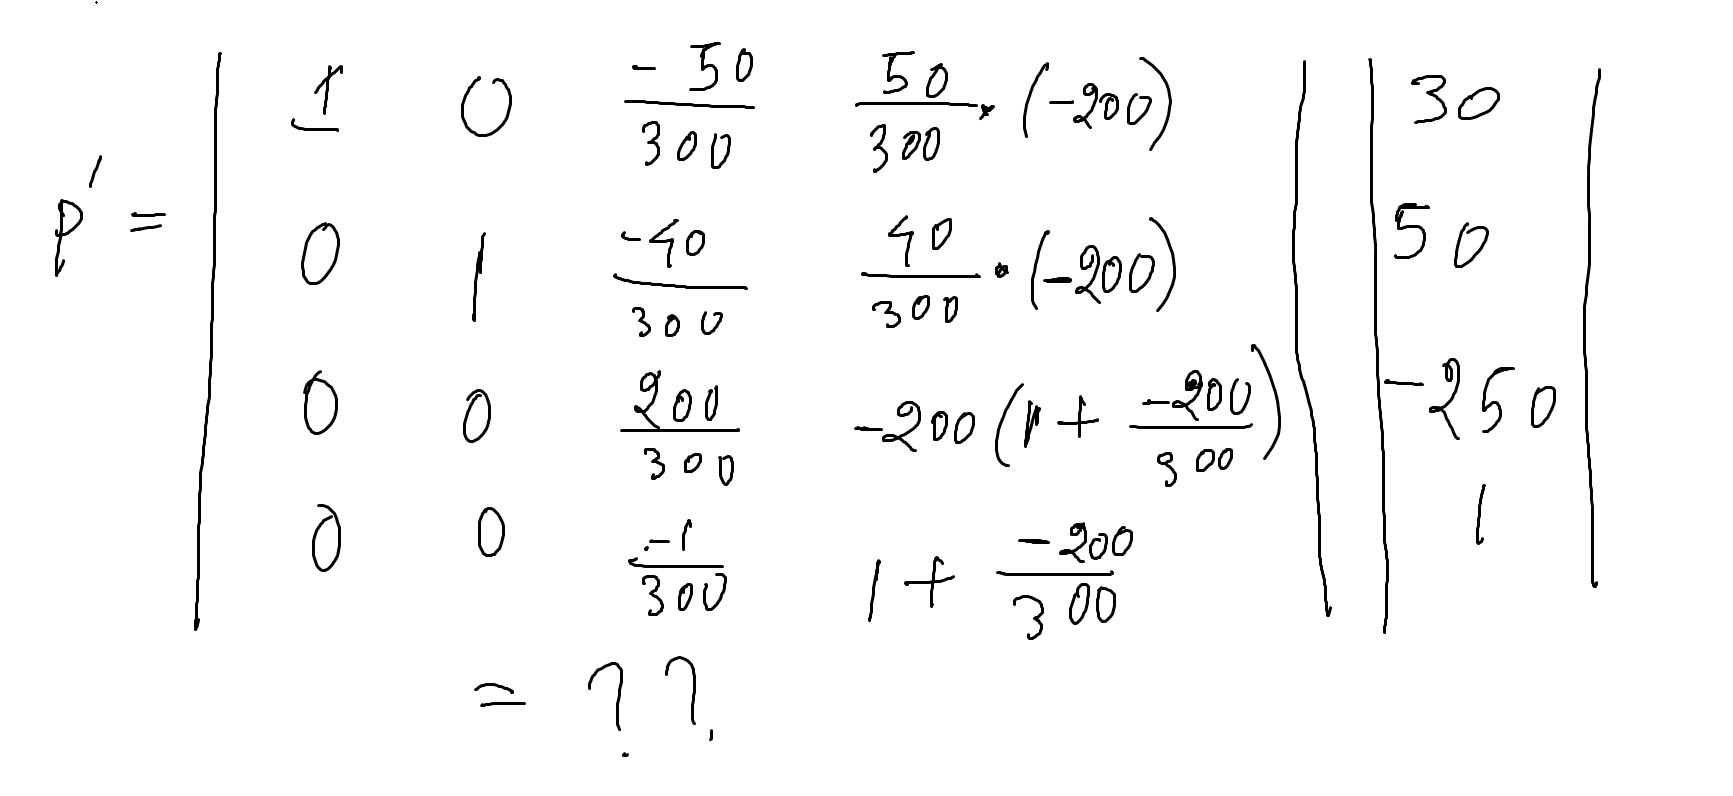 P' = | 1 0 -50/300 50/300 · (-200) | | 30 |
| 0 1 -40/300 40/300 · (-200) | | 50 |
| 0 0 200/300 -200(1 + -200/300) | | -250 |
| 0 0 -1/300 1 + -200/300 | | 1 |
= ??